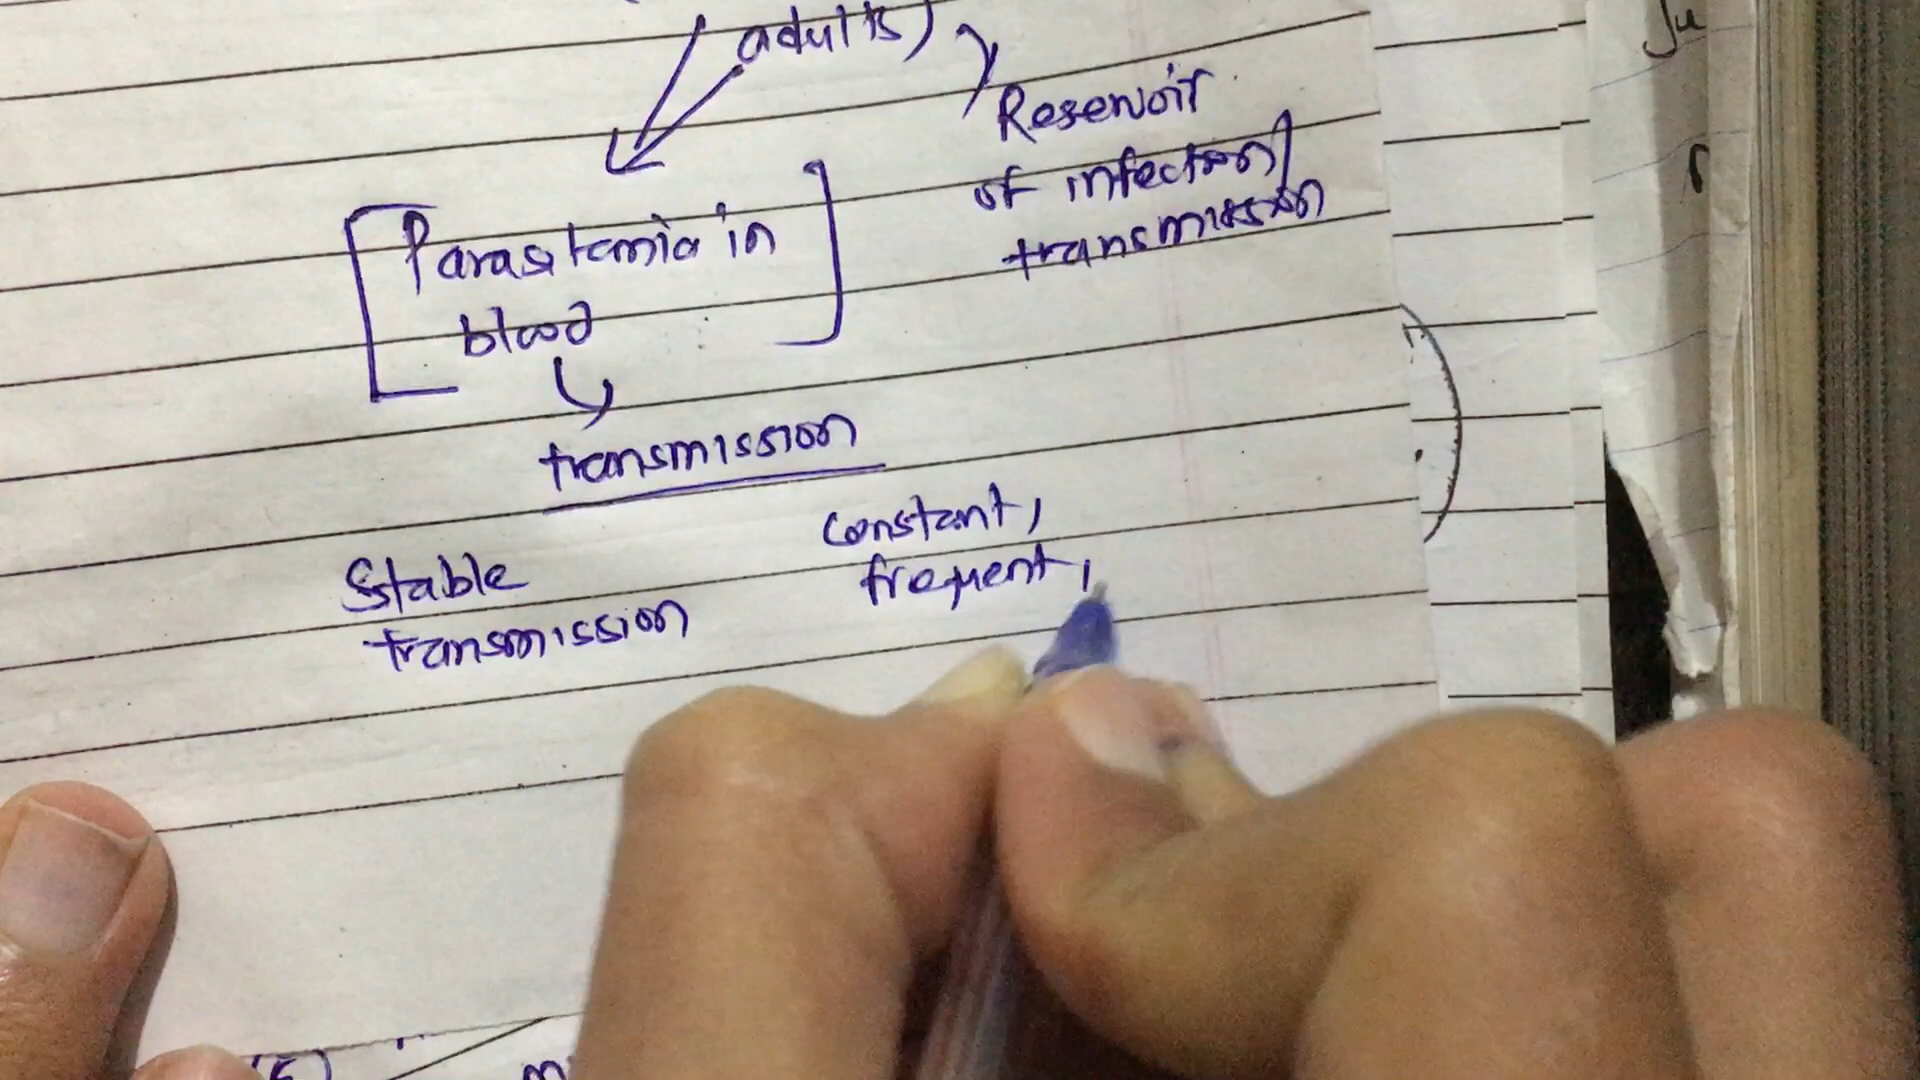 adults)
Reservoir
of infection/
transmission
Parasitemia in
blood
transmission
constant,
frequent,
Stable
transmission